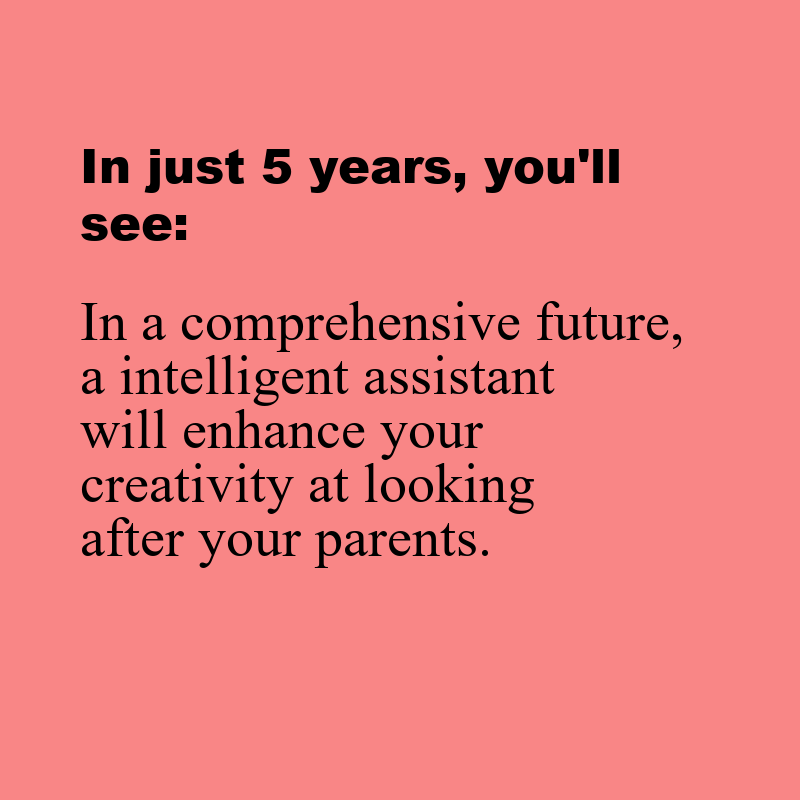 In just 5 years, you'll
see:
In a comprehensive future,
a intelligent assistant
will enhance your
creativity at looking
after your parents.